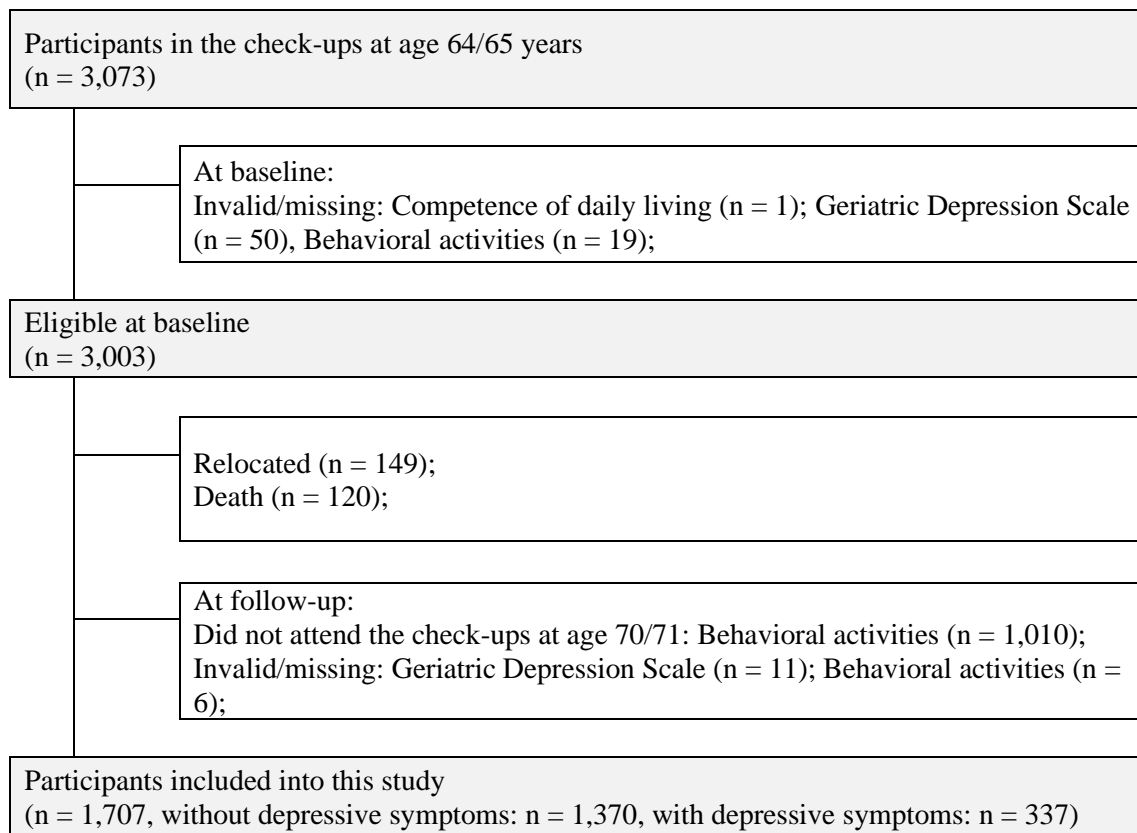 Participants in the check-ups at age 64/65 years
(n = 3,073)
At baseline:
Invalid/missing: Competence of daily living (n = 1); Geriatric Depression Scale
(n = 50), Behavioral activities (n = 19);
Eligible at baseline
(n = 3,003)
Relocated (n = 149);
Death (n = 120);
At follow-up:
Did not attend the check-ups at age 70/71: Behavioral activities (n = 1,010);
Invalid/missing: Geriatric Depression Scale (n = 11); Behavioral activities (n =
6);
Participants included into this study
(n = 1,707, without depressive symptoms: n = 1,370, with depressive symptoms: n = 337)